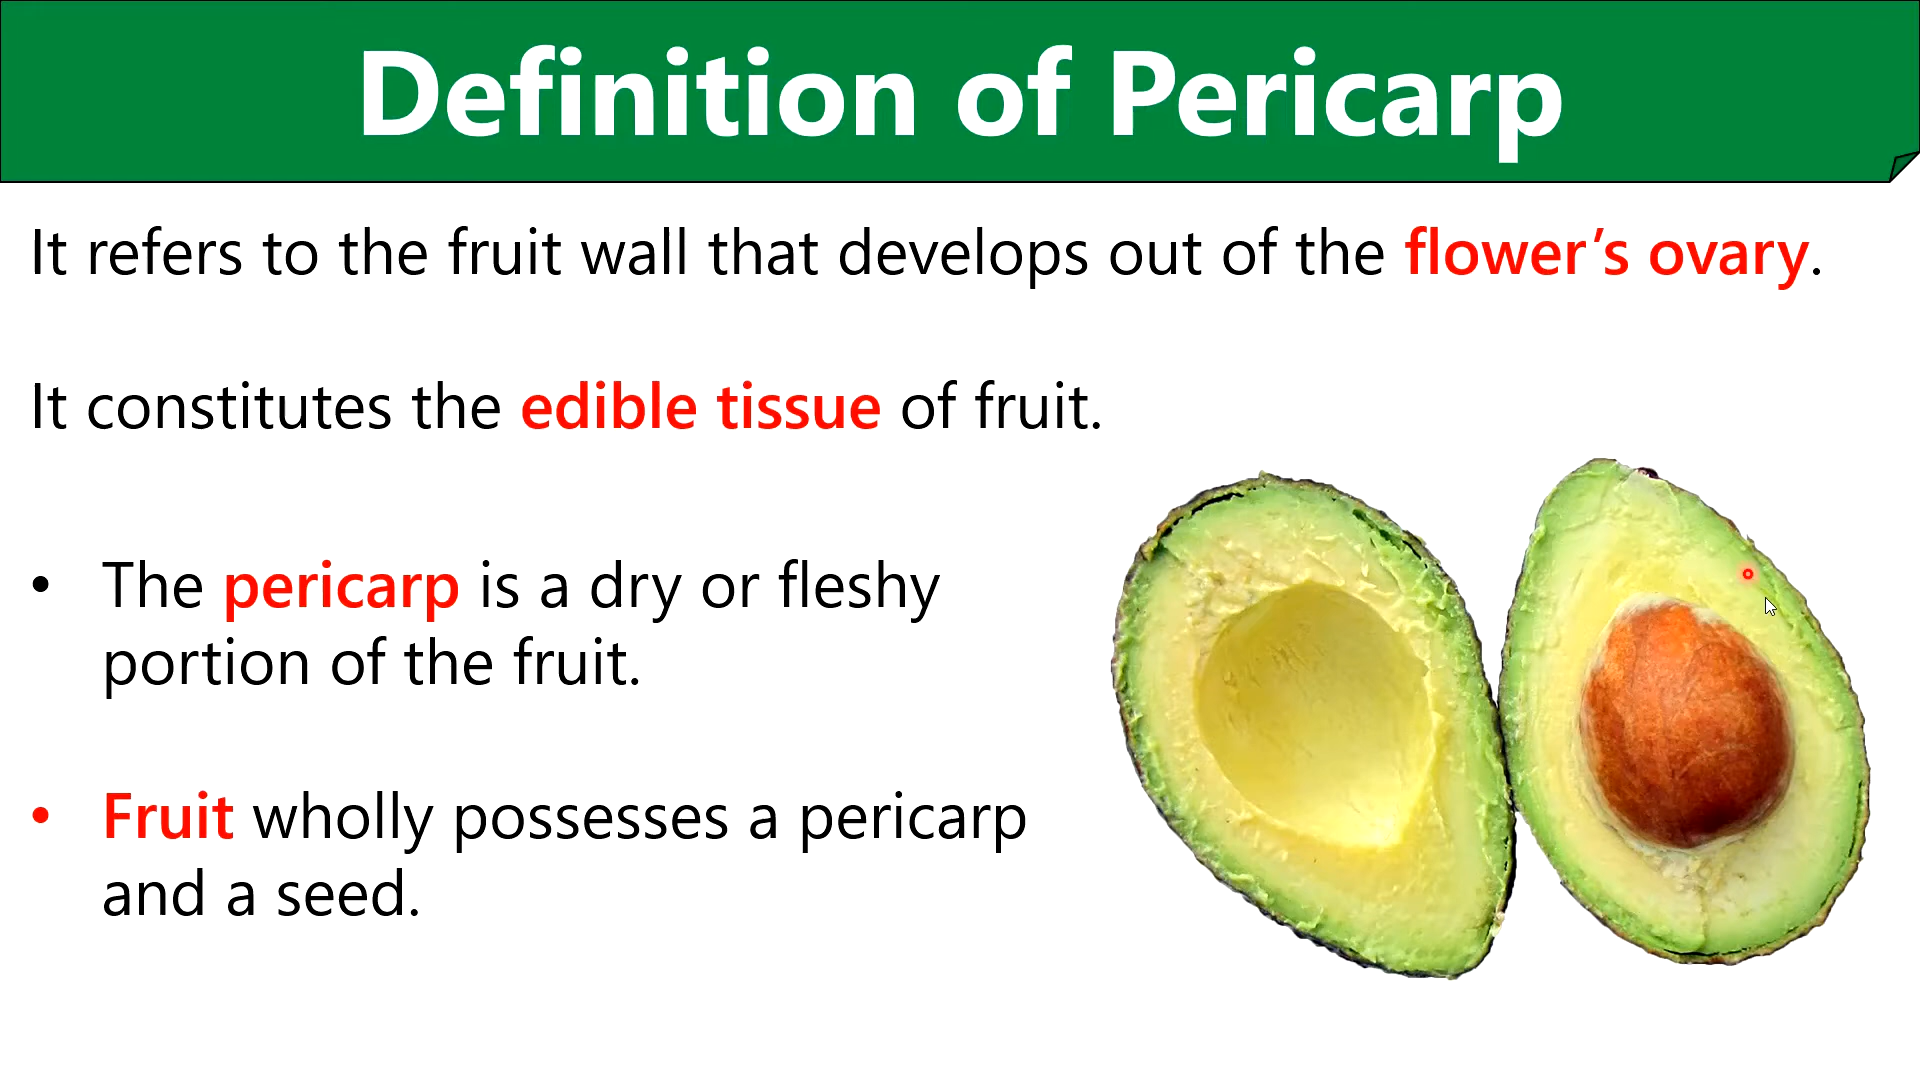 Definition of Pericarp
It refers to the fruit wall that develops out of the flower’s ovary.
It constitutes the edible tissue of fruit.
• The pericarp is a dry or fleshy
portion of the fruit.
• Fruit wholly possesses a pericarp
and a seed.